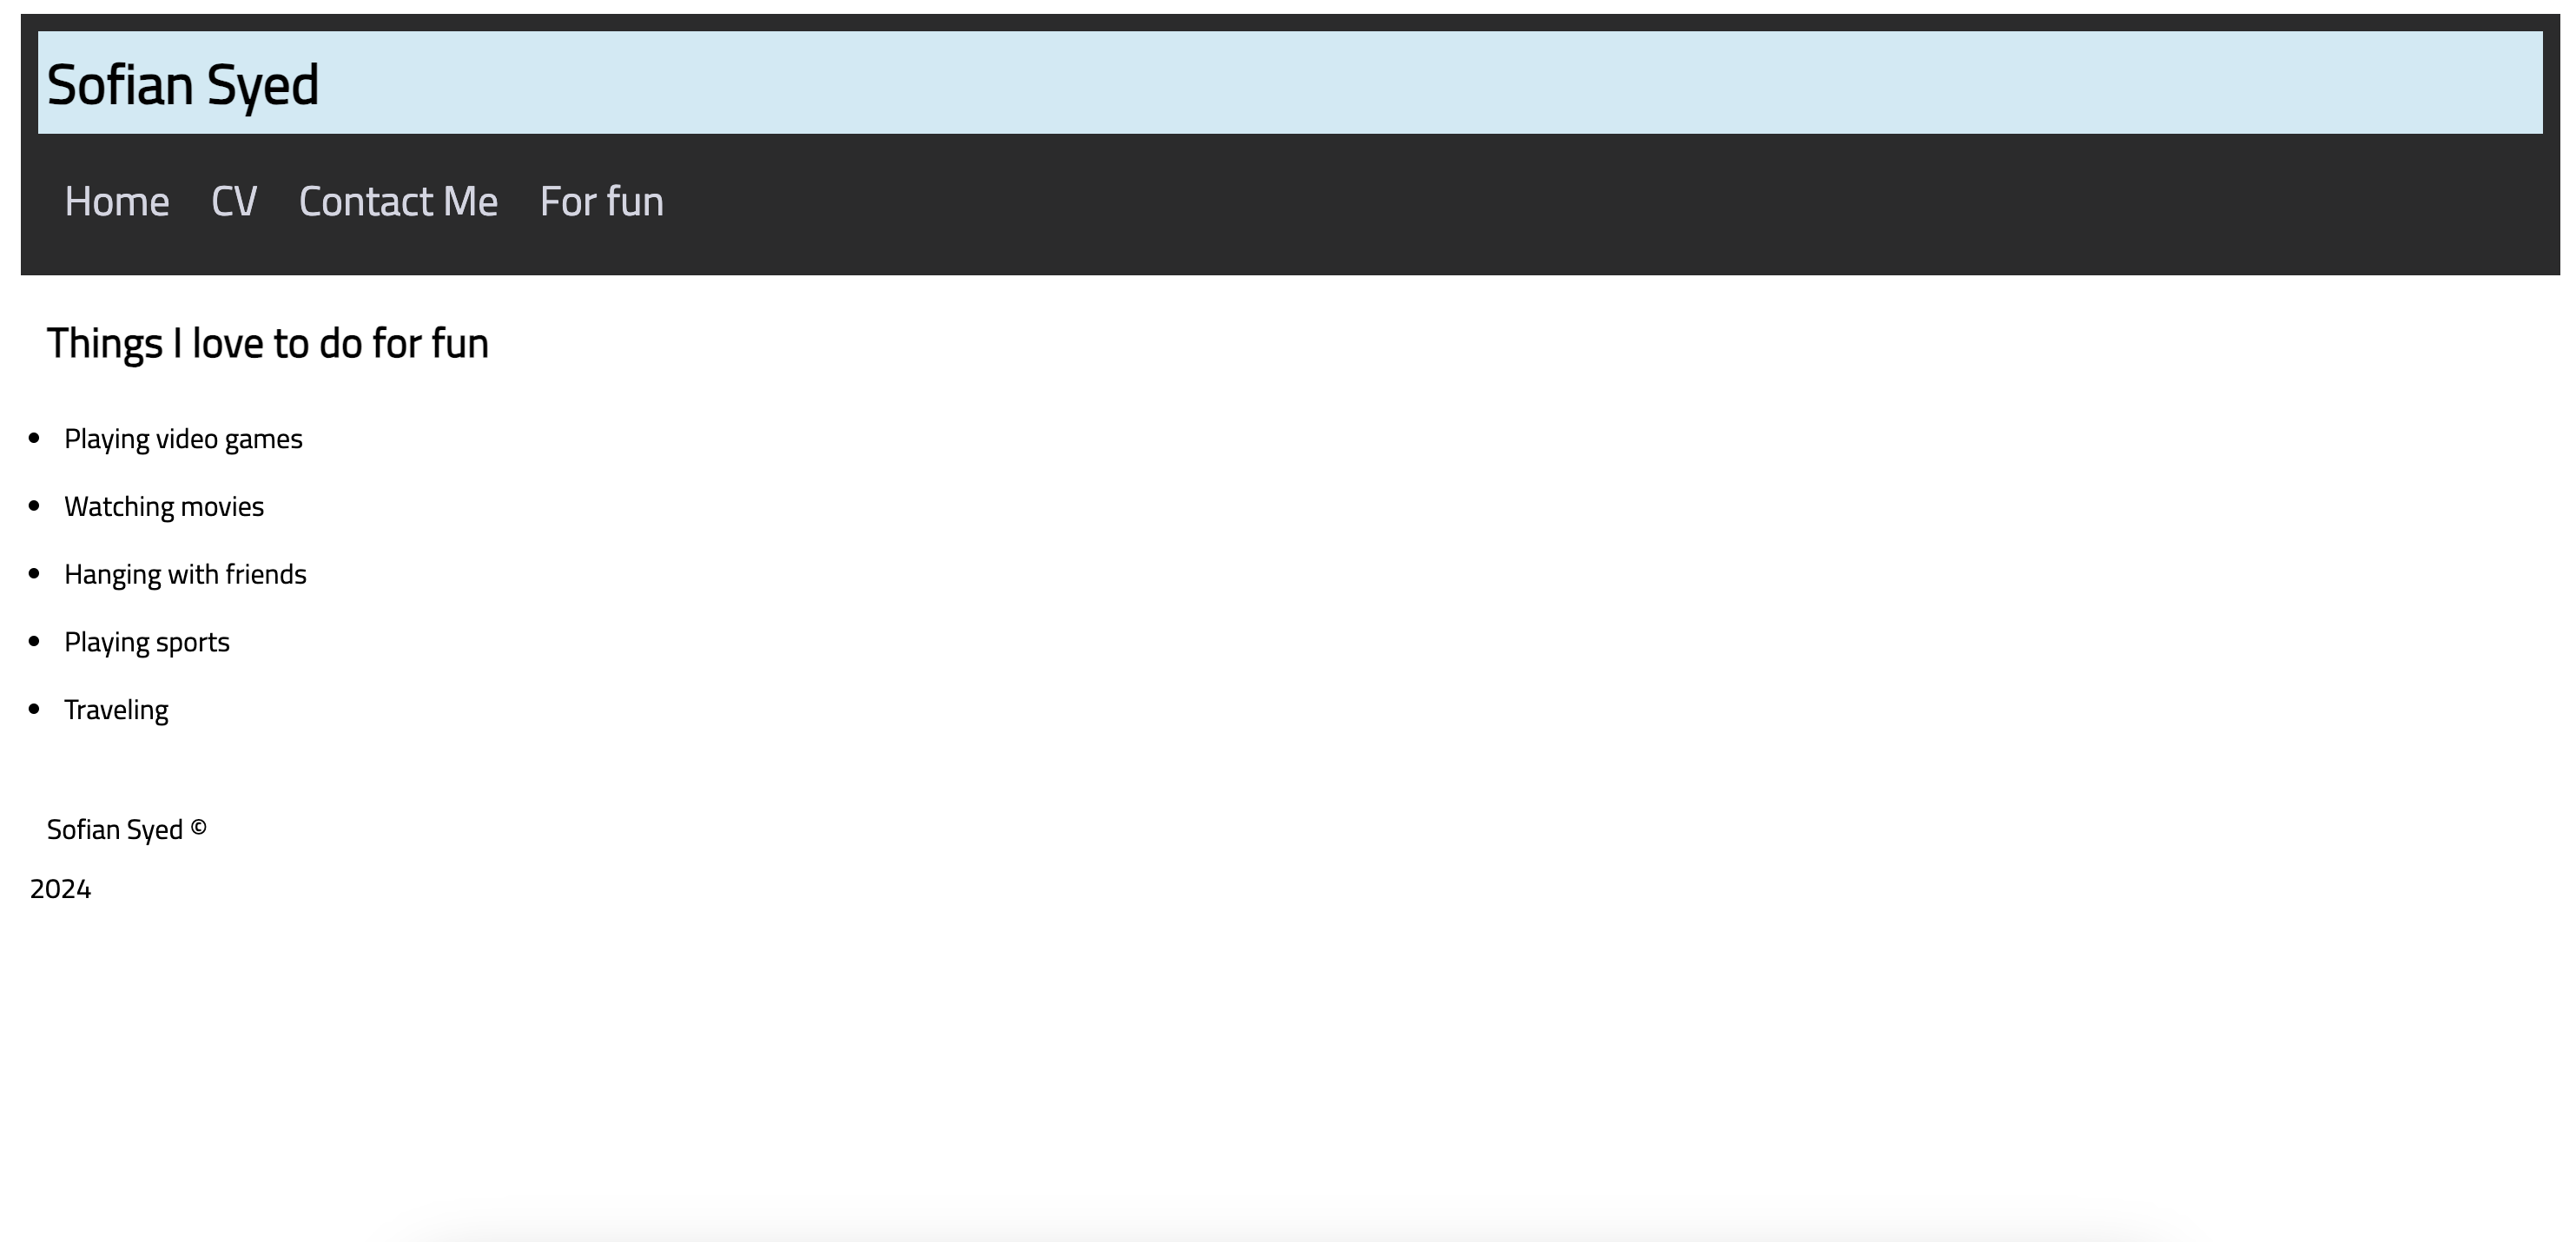 Sofian Syed
Home CV Contact Me For fun
Things I love to do for fun
• Playing video games
• Watching movies
• Hanging with friends
• Playing sports
• Traveling
Sofian Syed ©
2024